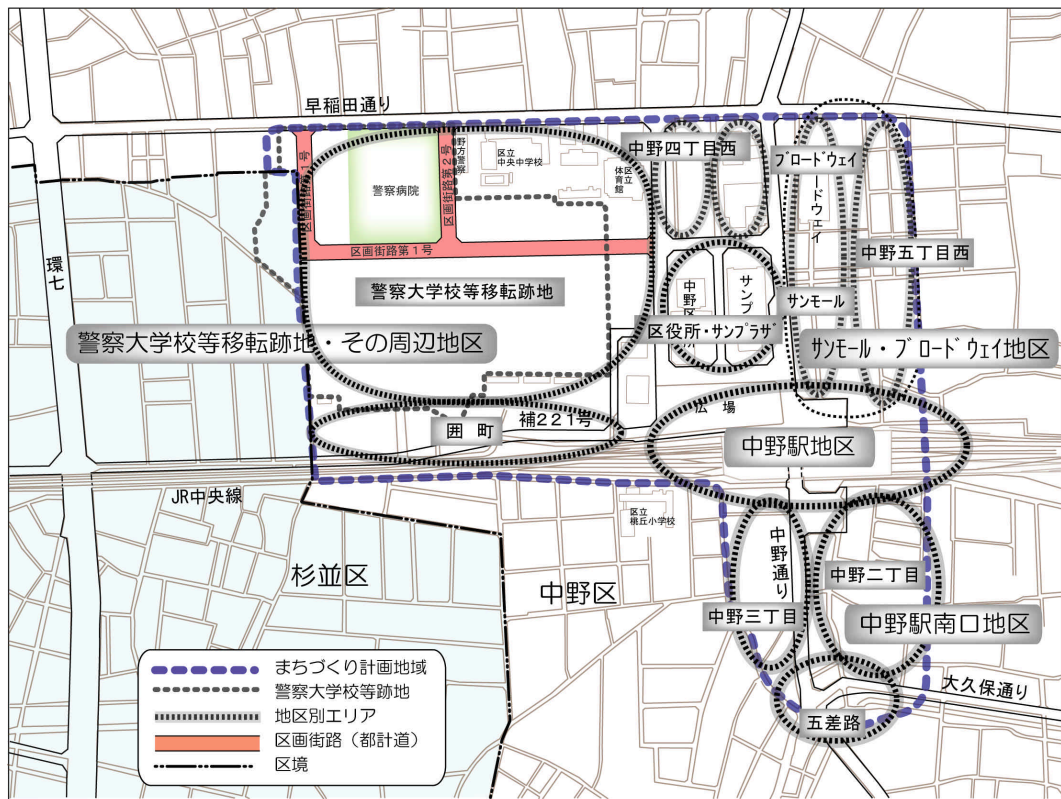 早稲田通り
中野四丁目西
ブロードウェイ
ードウェイ
野方警察
区立
中央中学校
区立
体育館
警察病院
区画街路第1号
区画街路第2号
区画街路第1号
環七
警察大学校等移転跡地
中野区
サンプ
サンモール
中野五丁目西
区役所・サンプラザ
警察大学校等移転跡地・その周辺地区
サンモール・ブロードウェイ地区
広場
補221号
囲町
中野駅地区
JR中央線
区立
桃丘小学校
中野通り
中野二丁目
杉並区
中野区
中野三丁目
中野駅南口地区
大久保通り
五差路
まちづくり計画地域
警察大学校等跡地
地区別エリア
区画街路(都計道)
区境